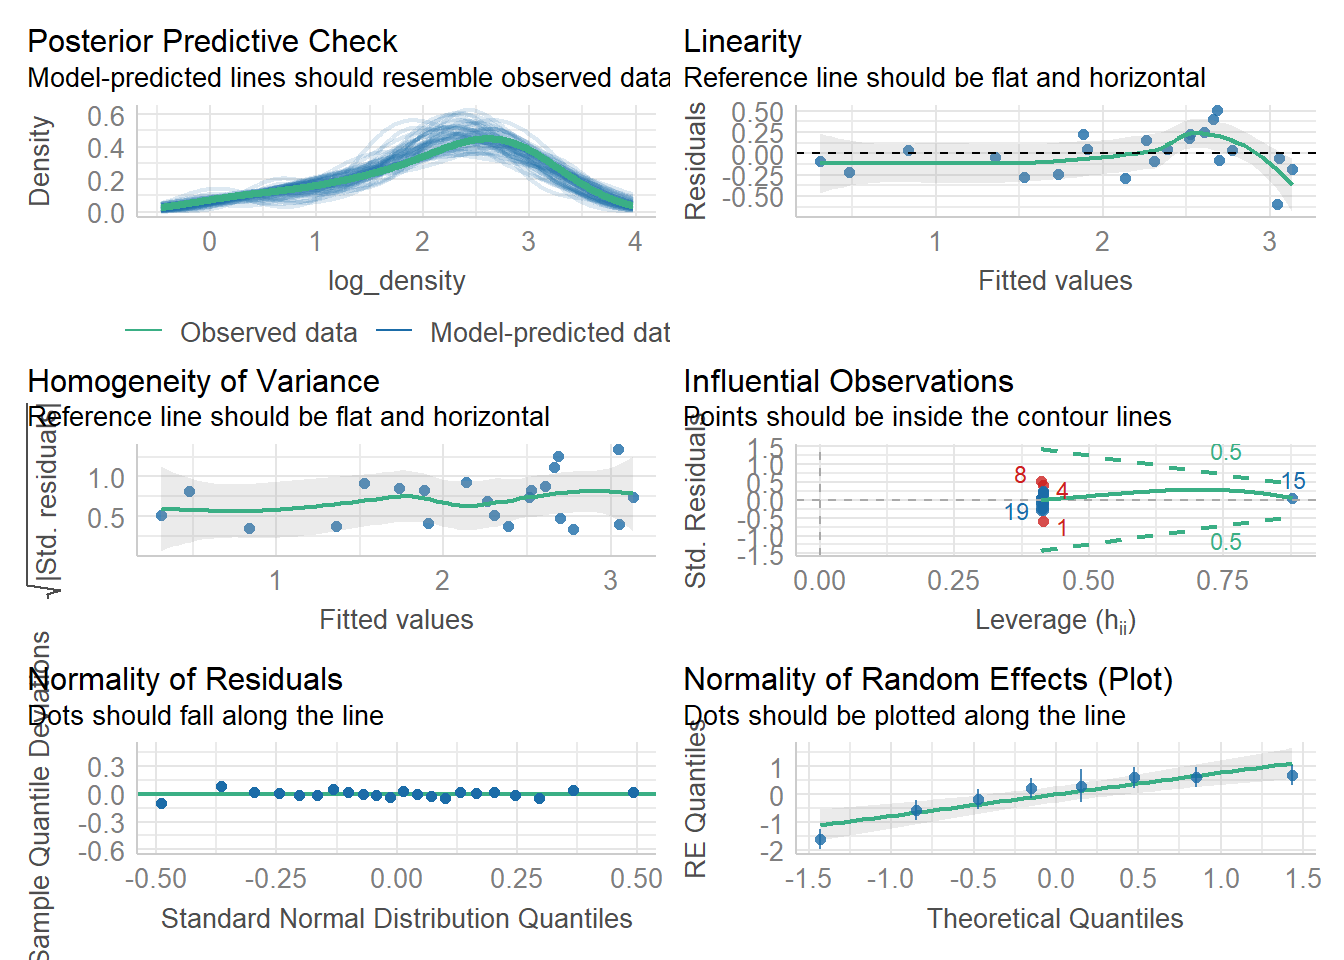 Posterior Predictive Check
Model-predicted lines should resemble observed data
Density
0.6
0.4
0.2
0.0
0 1 2 3 4
log_density
Observed data Model-predicted dat
Linearity
Reference line should be flat and horizontal
Residuals
0.50
0.25
0.00
-0.25
-0.50
1 2 3
Fitted values
Homogeneity of Variance
Reference line should be flat and horizontal
√|Std. residuals|
1.0
0.5
1 2 3
Fitted values
Influential Observations
Points should be inside the contour lines
Std. Residuals
1.5
1.0
0.5
0.0
-0.5
-1.0
-1.5
0.5
8
4
15
19
1
0.5
0.00 0.25 0.50 0.75
Leverage (hii)
Normality of Residuals
Dots should fall along the line
Sample Quantile Deviations
0.3
0.0
-0.3
-0.6
-0.50 -0.25 0.00 0.25 0.50
Standard Normal Distribution Quantiles
Normality of Random Effects (Plot)
Dots should be plotted along the line
RE Quantiles
1
0
-1
-2
-1.5 -1.0 -0.5 0.0 0.5 1.0 1.5
Theoretical Quantiles